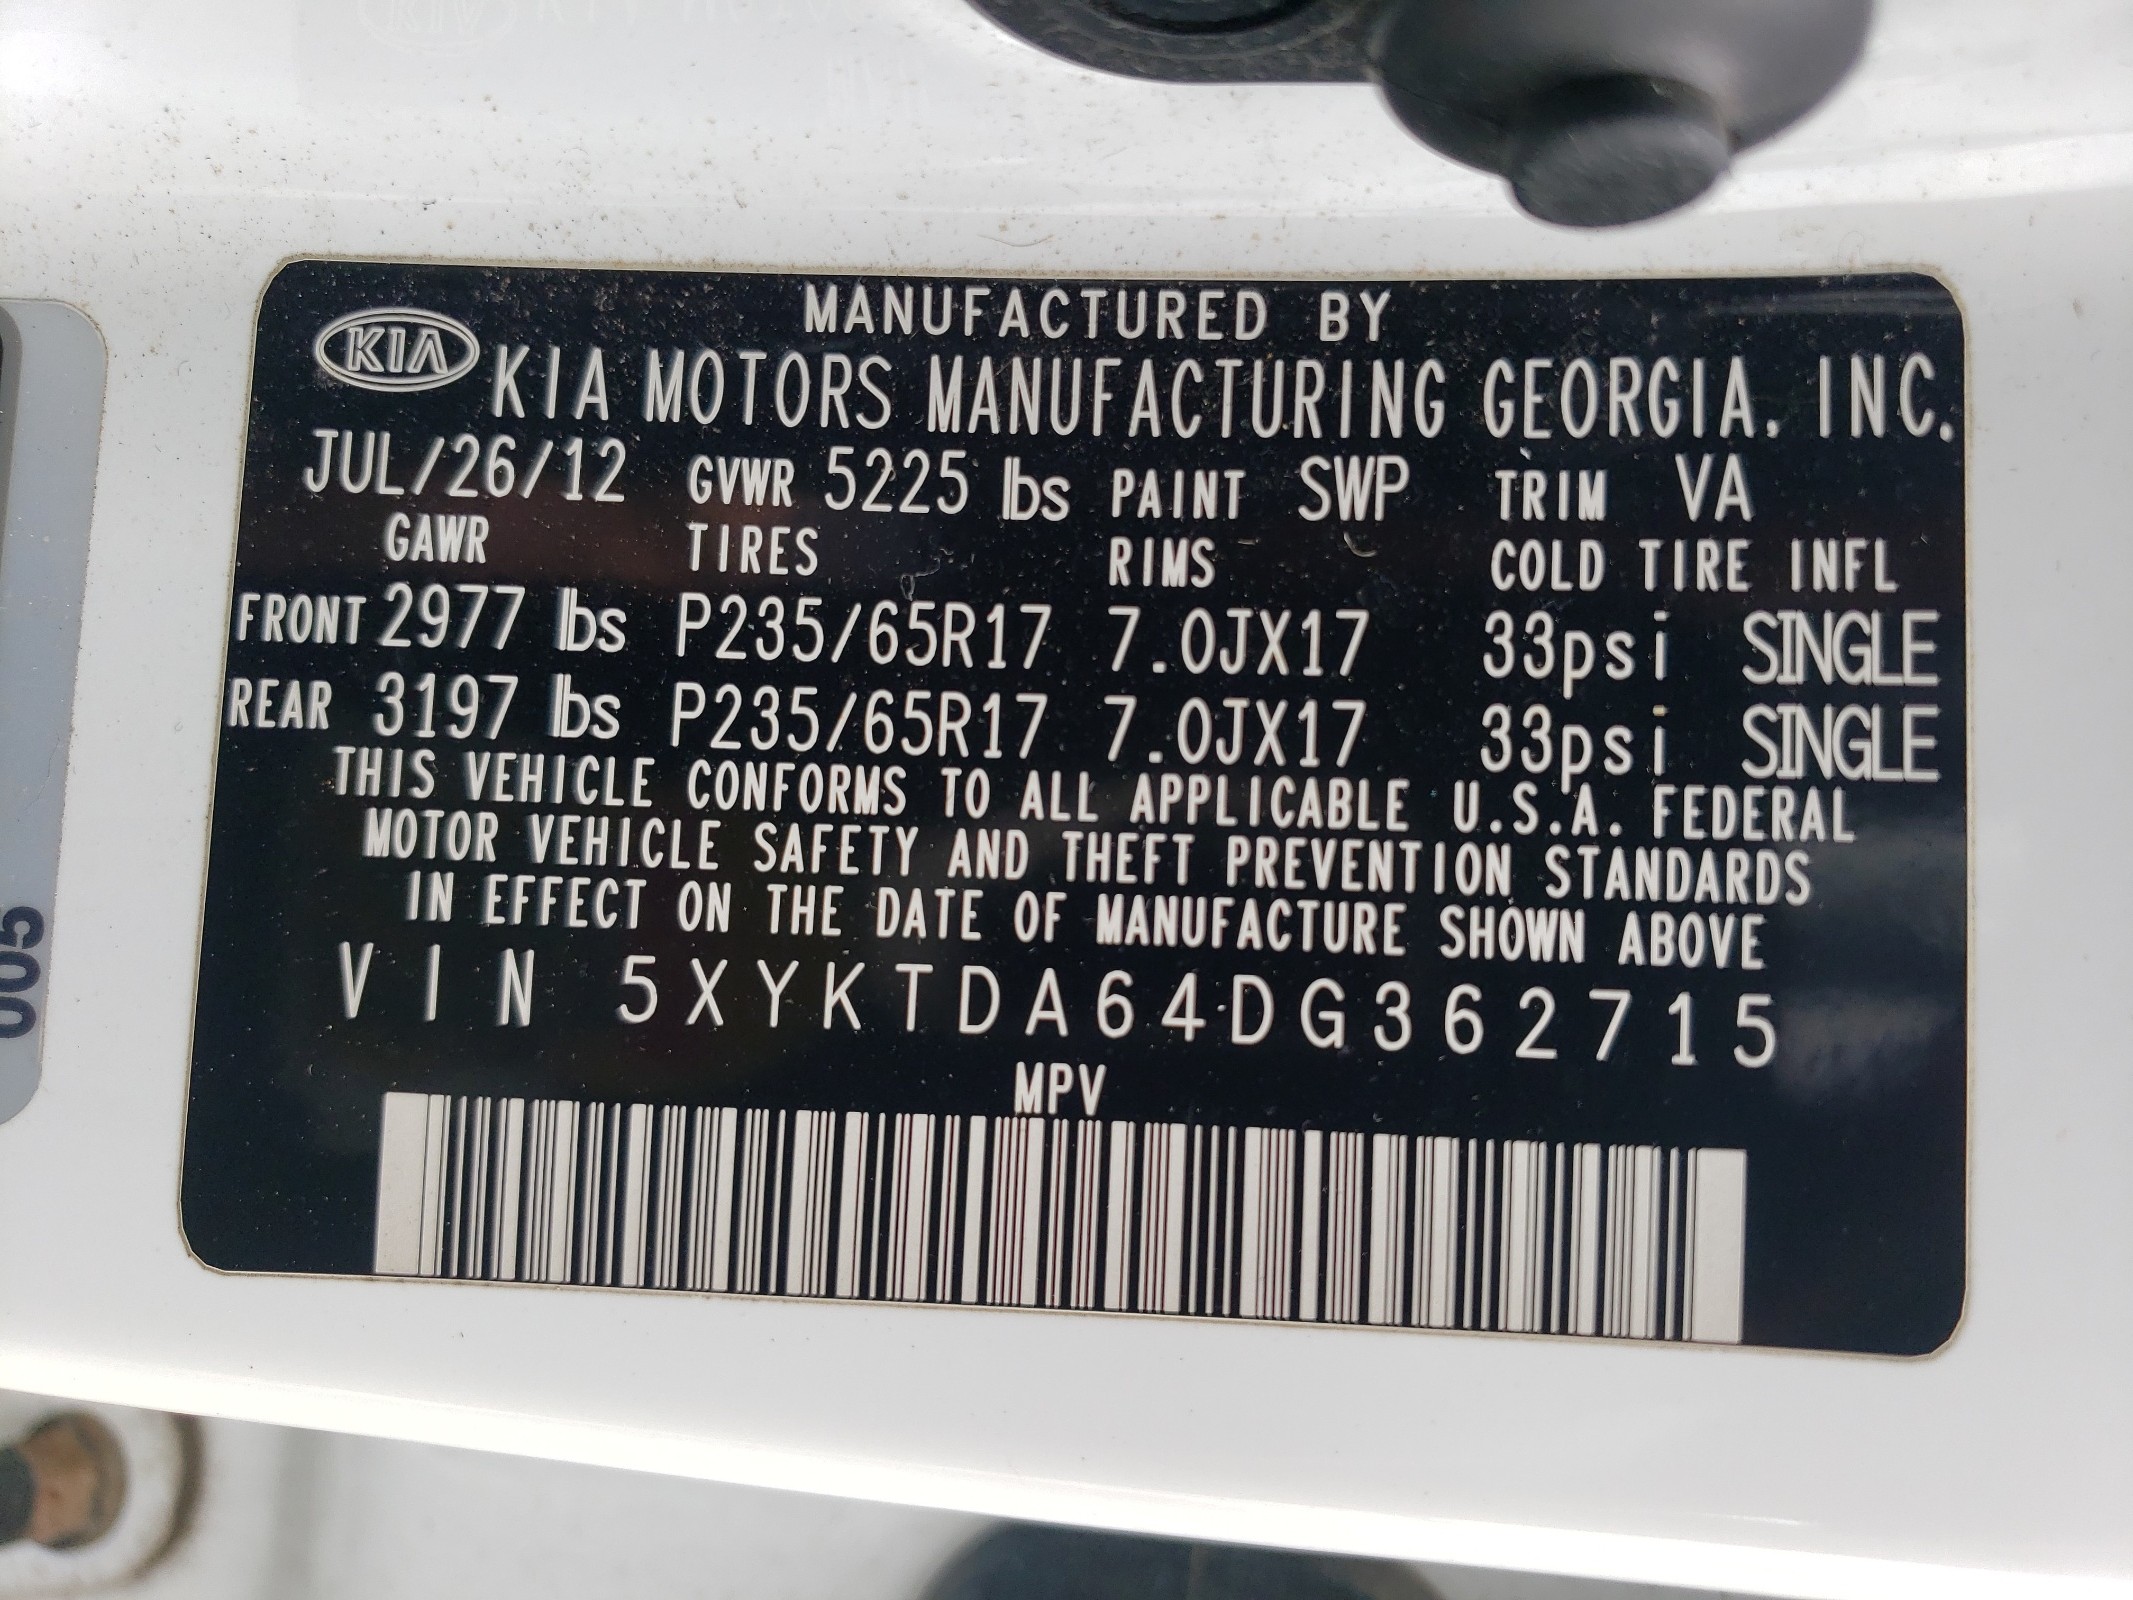 MANUFACTURED BY
KIA KIA MOTORS MANUFACTURING GEORGIA, INC.
JUL/26/12 GVWR 5225 lbs PAINT SWP TRIM VA
GAWR TIRES RIMS COLD TIRE INFL
FRONT 2977 lbs P235/65R17 7.0JX17 33psi SINGLE
REAR 3197 lbs P235/65R17 7.0JX17 33psi SINGLE
THIS VEHICLE CONFORMS TO ALL APPLICABLE U.S.A. FEDERAL
MOTOR VEHICLE SAFETY AND THEFT PREVENTION STANDARDS
IN EFFECT ON THE DATE OF MANUFACTURE SHOWN ABOVE
VIN 5XYKTDA64DG362715
MPV
005